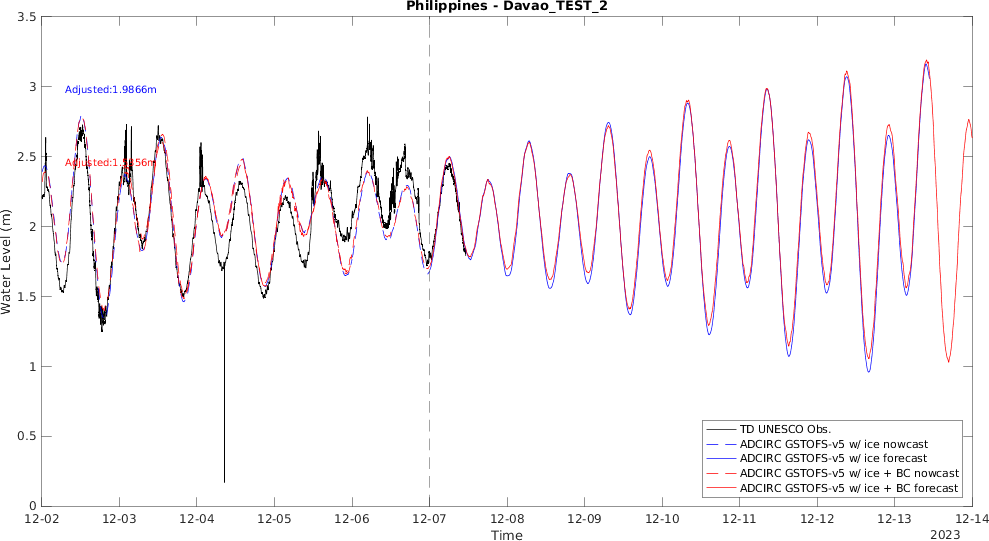 Philippines - Davao_TEST_2
3.5
3
2.5
2
1.5
1
0.5
0
Water Level (m)
Adjusted:1.9866m
TD UNESCO Obs.
ADCIRC GSTOFS-v5 w/ ice nowcast
ADCIRC GSTOFS-v5 w/ ice forecast
ADCIRC GSTOFS-v5 w/ ice + BC nowcast
ADCIRC GSTOFS-v5 w/ ice + BC forecast
12-02 12-03 12-04 12-05 12-06 12-07 12-08 12-09 12-10 12-11 12-12 12-13 12-14
Time
2023